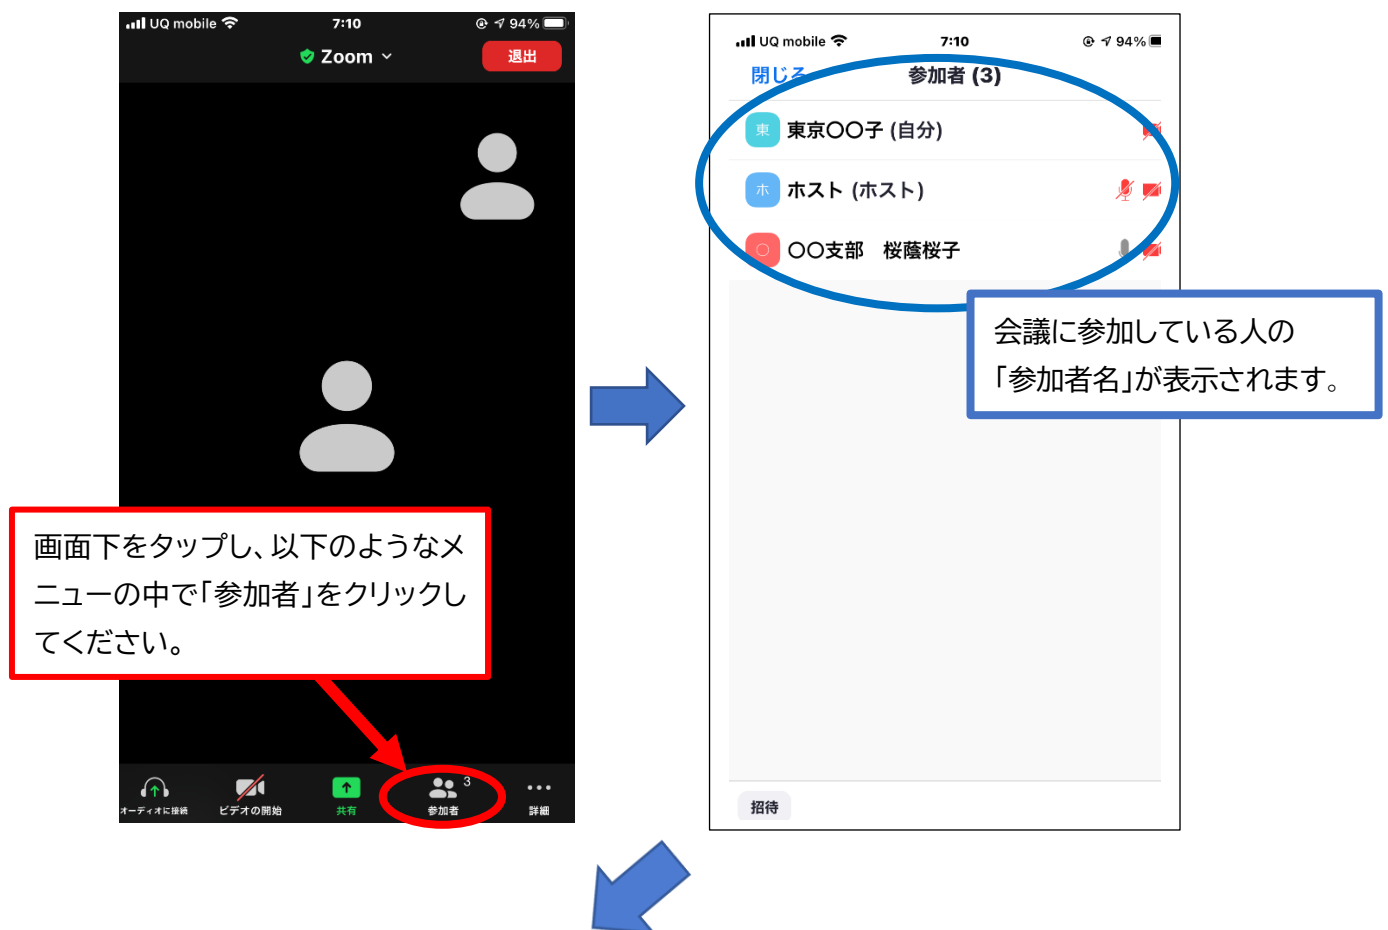 UQ mobile 7:10 94%
Zoom
退出
画面下をタップし、以下のようなメ
ニューの中で「参加者」をクリックし
てください。
3
オーディオに接続 ビデオの開始 共有 参加者 詳細
UQ mobile 7:10 94%
閉じる 参加者 (3)
東 東京〇〇子 (自分)
ホ ホスト (ホスト)
〇 〇〇支部 桜蔭桜子
会議に参加している人の
「参加者名」が表示されます。
招待